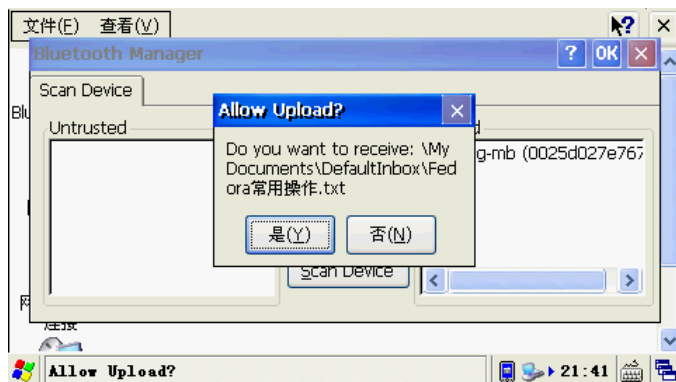 文件(F) 查看(V)
?
×
Bluetooth Manager
? OK ×
Scan Device
Allow Upload?
×
Untrusted
Do you want to receive: \My
Documents\DefaultInbox\Fed
ora常用操作.txt
g-mb (0025d027e767
是(Y) 否(N)
Scan Device
连接
Allow Upload?
21:41